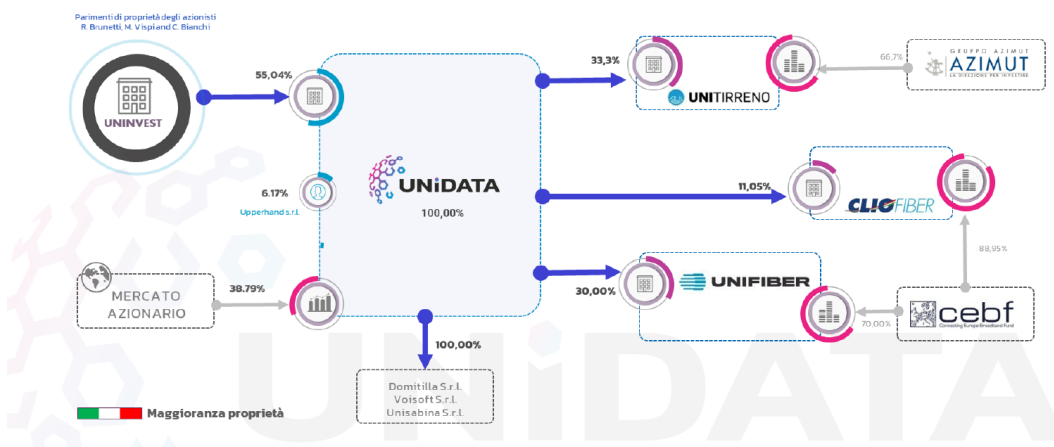 Parimenti di proprietà degli azionisti
R. Brunetti, M. Vispi and C. Bianchi
UNINVEST
55,04%
6.17%
Upperhand s.r.l.
MERCATO
AZIONARIO
38.79%
UNiDATA
100,00%
100,00%
Domitilla S.r.l.
Voisoft S.r.l.
Unisabina S.r.l.
33,3%
UNITIRRENO
66,7%
GRUPPO AZIMUT
AZIMUT
LA DIREZIONE PER INVESTIRE
11,05%
CLIOFIBER
88,95%
30,00%
UNIFIBER
70,00%
cebf
Connecting Europe Broadband Fund
Maggioranza proprietà
UNiDATA